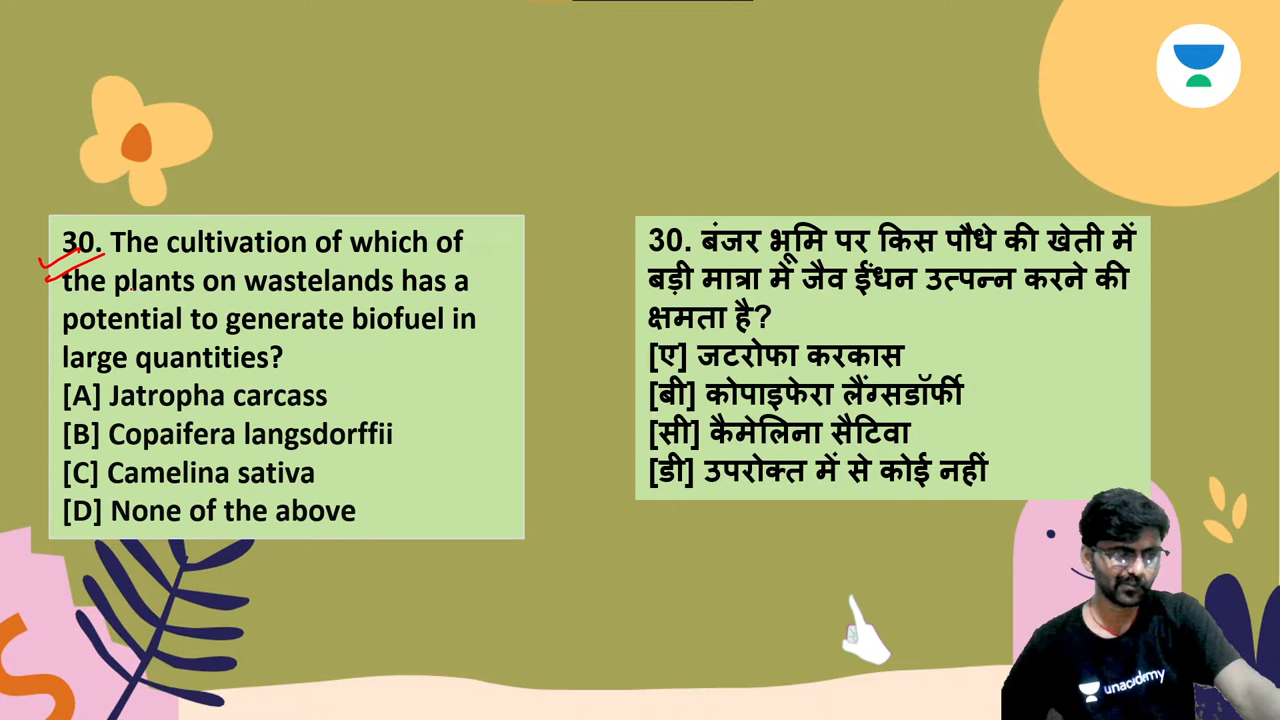 30. The cultivation of which of
the plants on wastelands has a
potential to generate biofuel in
large quantities?
[A] Jatropha carcass
[B] Copaifera langsdorffii
[C] Camelina sativa
[D] None of the above
30. बंजर भूमि पर किस पौधे की खेती में
बड़ी मात्रा में जैव ईंधन उत्पन्न करने की
क्षमता है?
[ए] जटरोफा करकास
[बी] कोपाइफेरा लैंग्सडॉर्फी
[सी] कैमेलिना सैटिवा
[डी] उपरोक्त में से कोई नहीं
unacademy